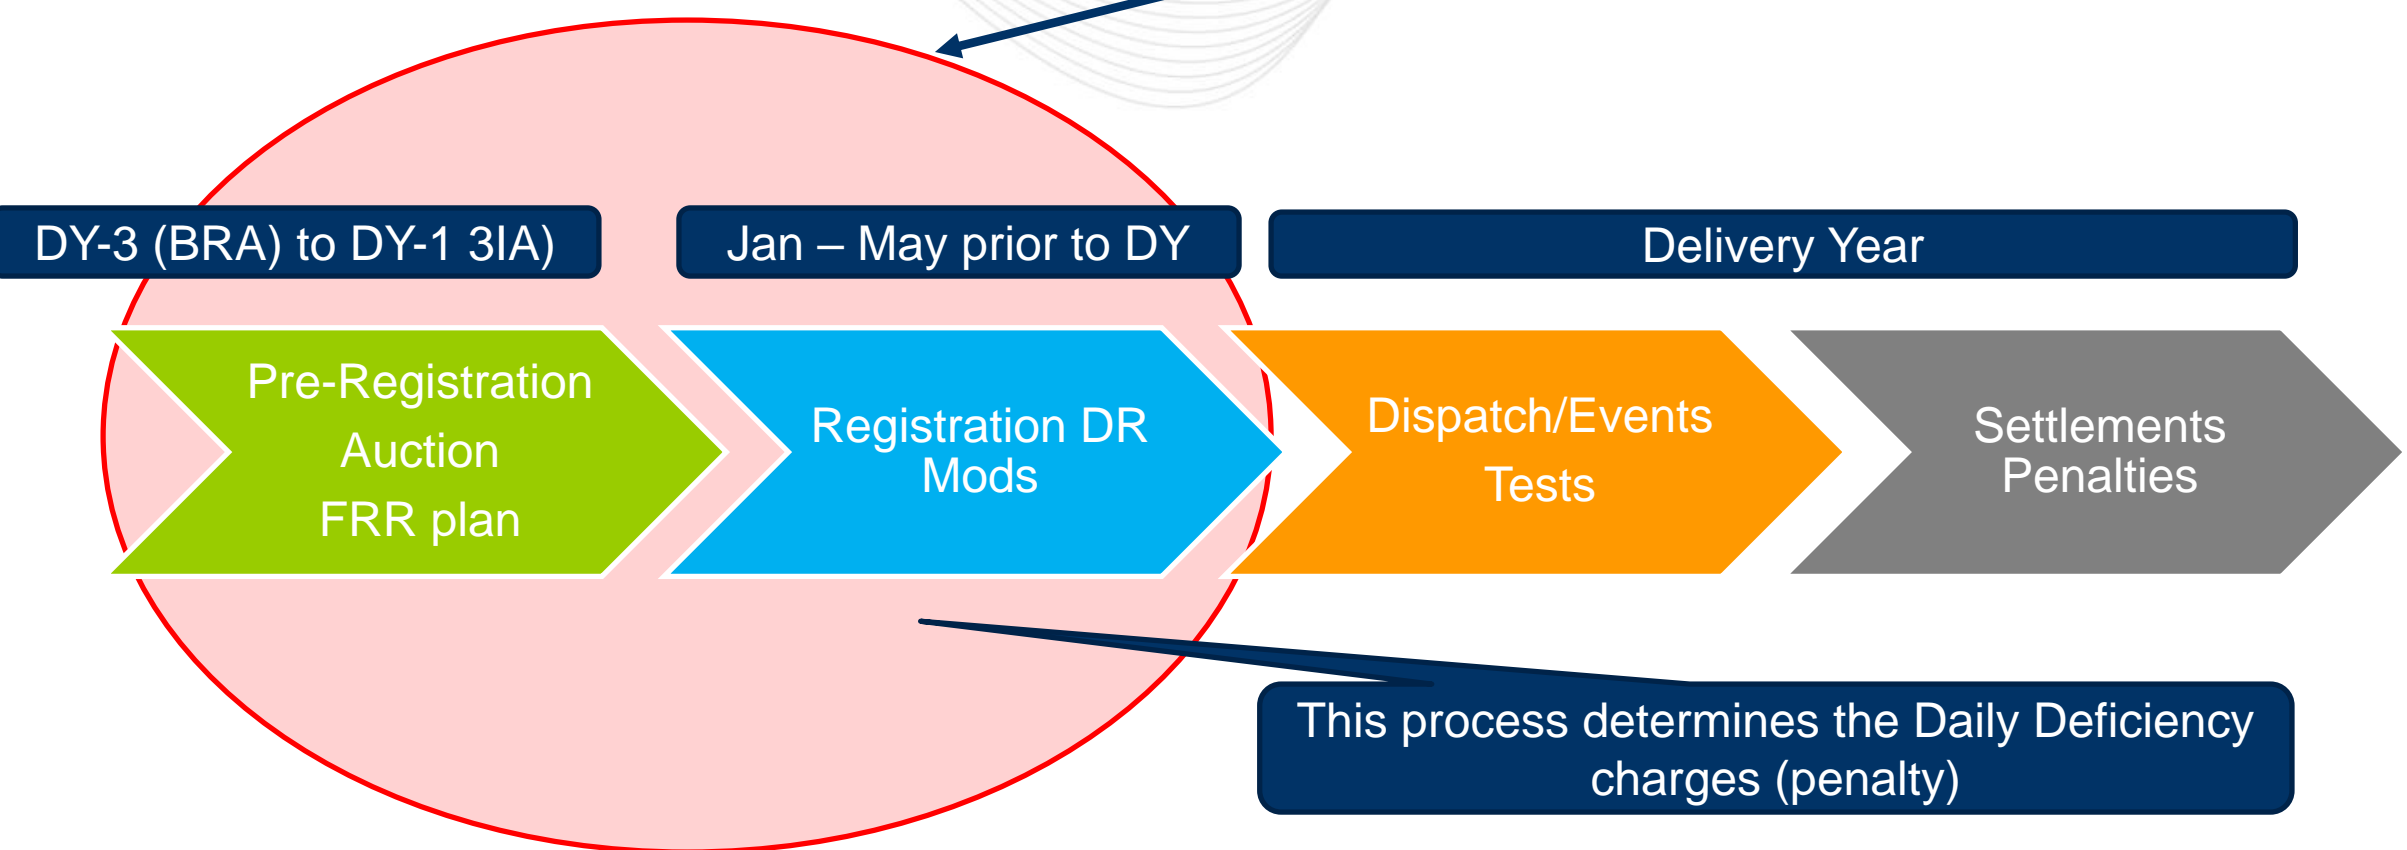 DY-3 (BRA) to DY-1 3IA)
Jan – May prior to DY
Delivery Year
Pre-Registration
Auction
FRR plan
Registration DR
Mods
Dispatch/Events
Tests
Settlements
Penalties
This process determines the Daily Deficiency
charges (penalty)